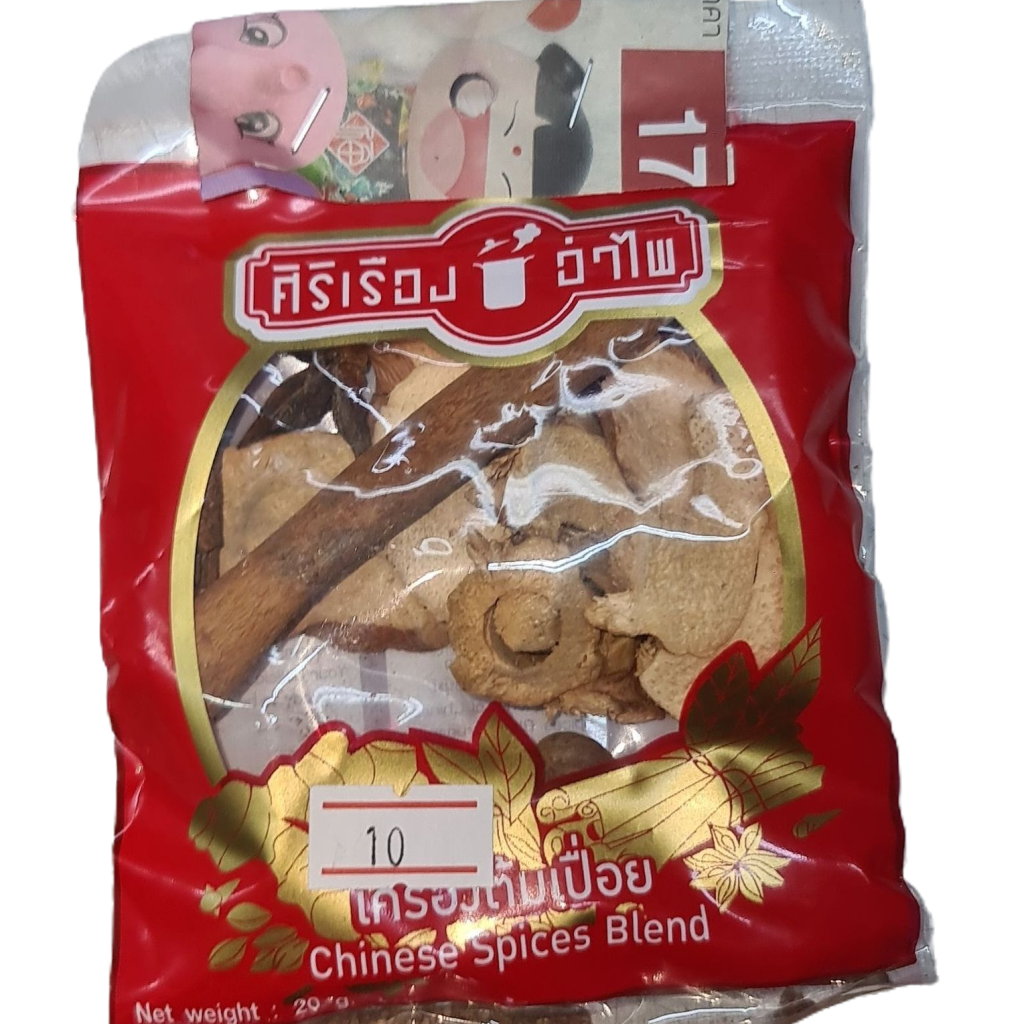 17
ศิริเรือง อ่าไพ
10
เครื่องต้มเปื่อย
Chinese Spices Blend
Net weight : 20 g.